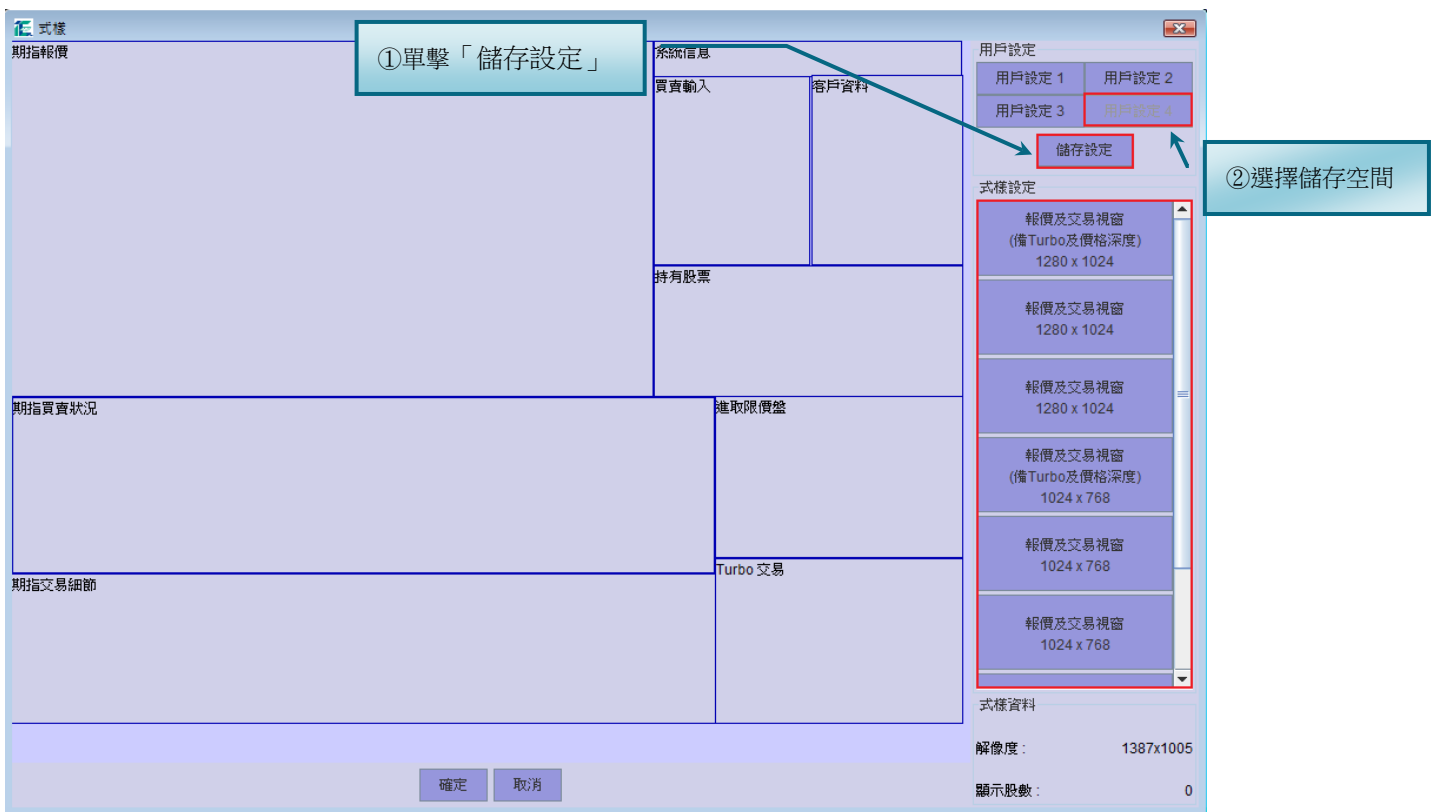 式樣
①單擊「儲存設定」
期指報價
系統信息
買賣輸入
客戶資料
持有股票
期指買賣狀況
進取限價盤
期指交易細節
Turbo 交易
確定
取消
用戶設定
用戶設定 1
用戶設定 2
用戶設定 3
用戶設定 4
儲存設定
②選擇儲存空間
式樣設定
報價及交易視窗
(備Turbo及價格深度)
1280 x 1024
報價及交易視窗
1280 x 1024
報價及交易視窗
1280 x 1024
報價及交易視窗
(備Turbo及價格深度)
1024 x 768
報價及交易視窗
1024 x 768
報價及交易視窗
1024 x 768
式樣資料
解像度 : 1387x1005
顯示股數 : 0